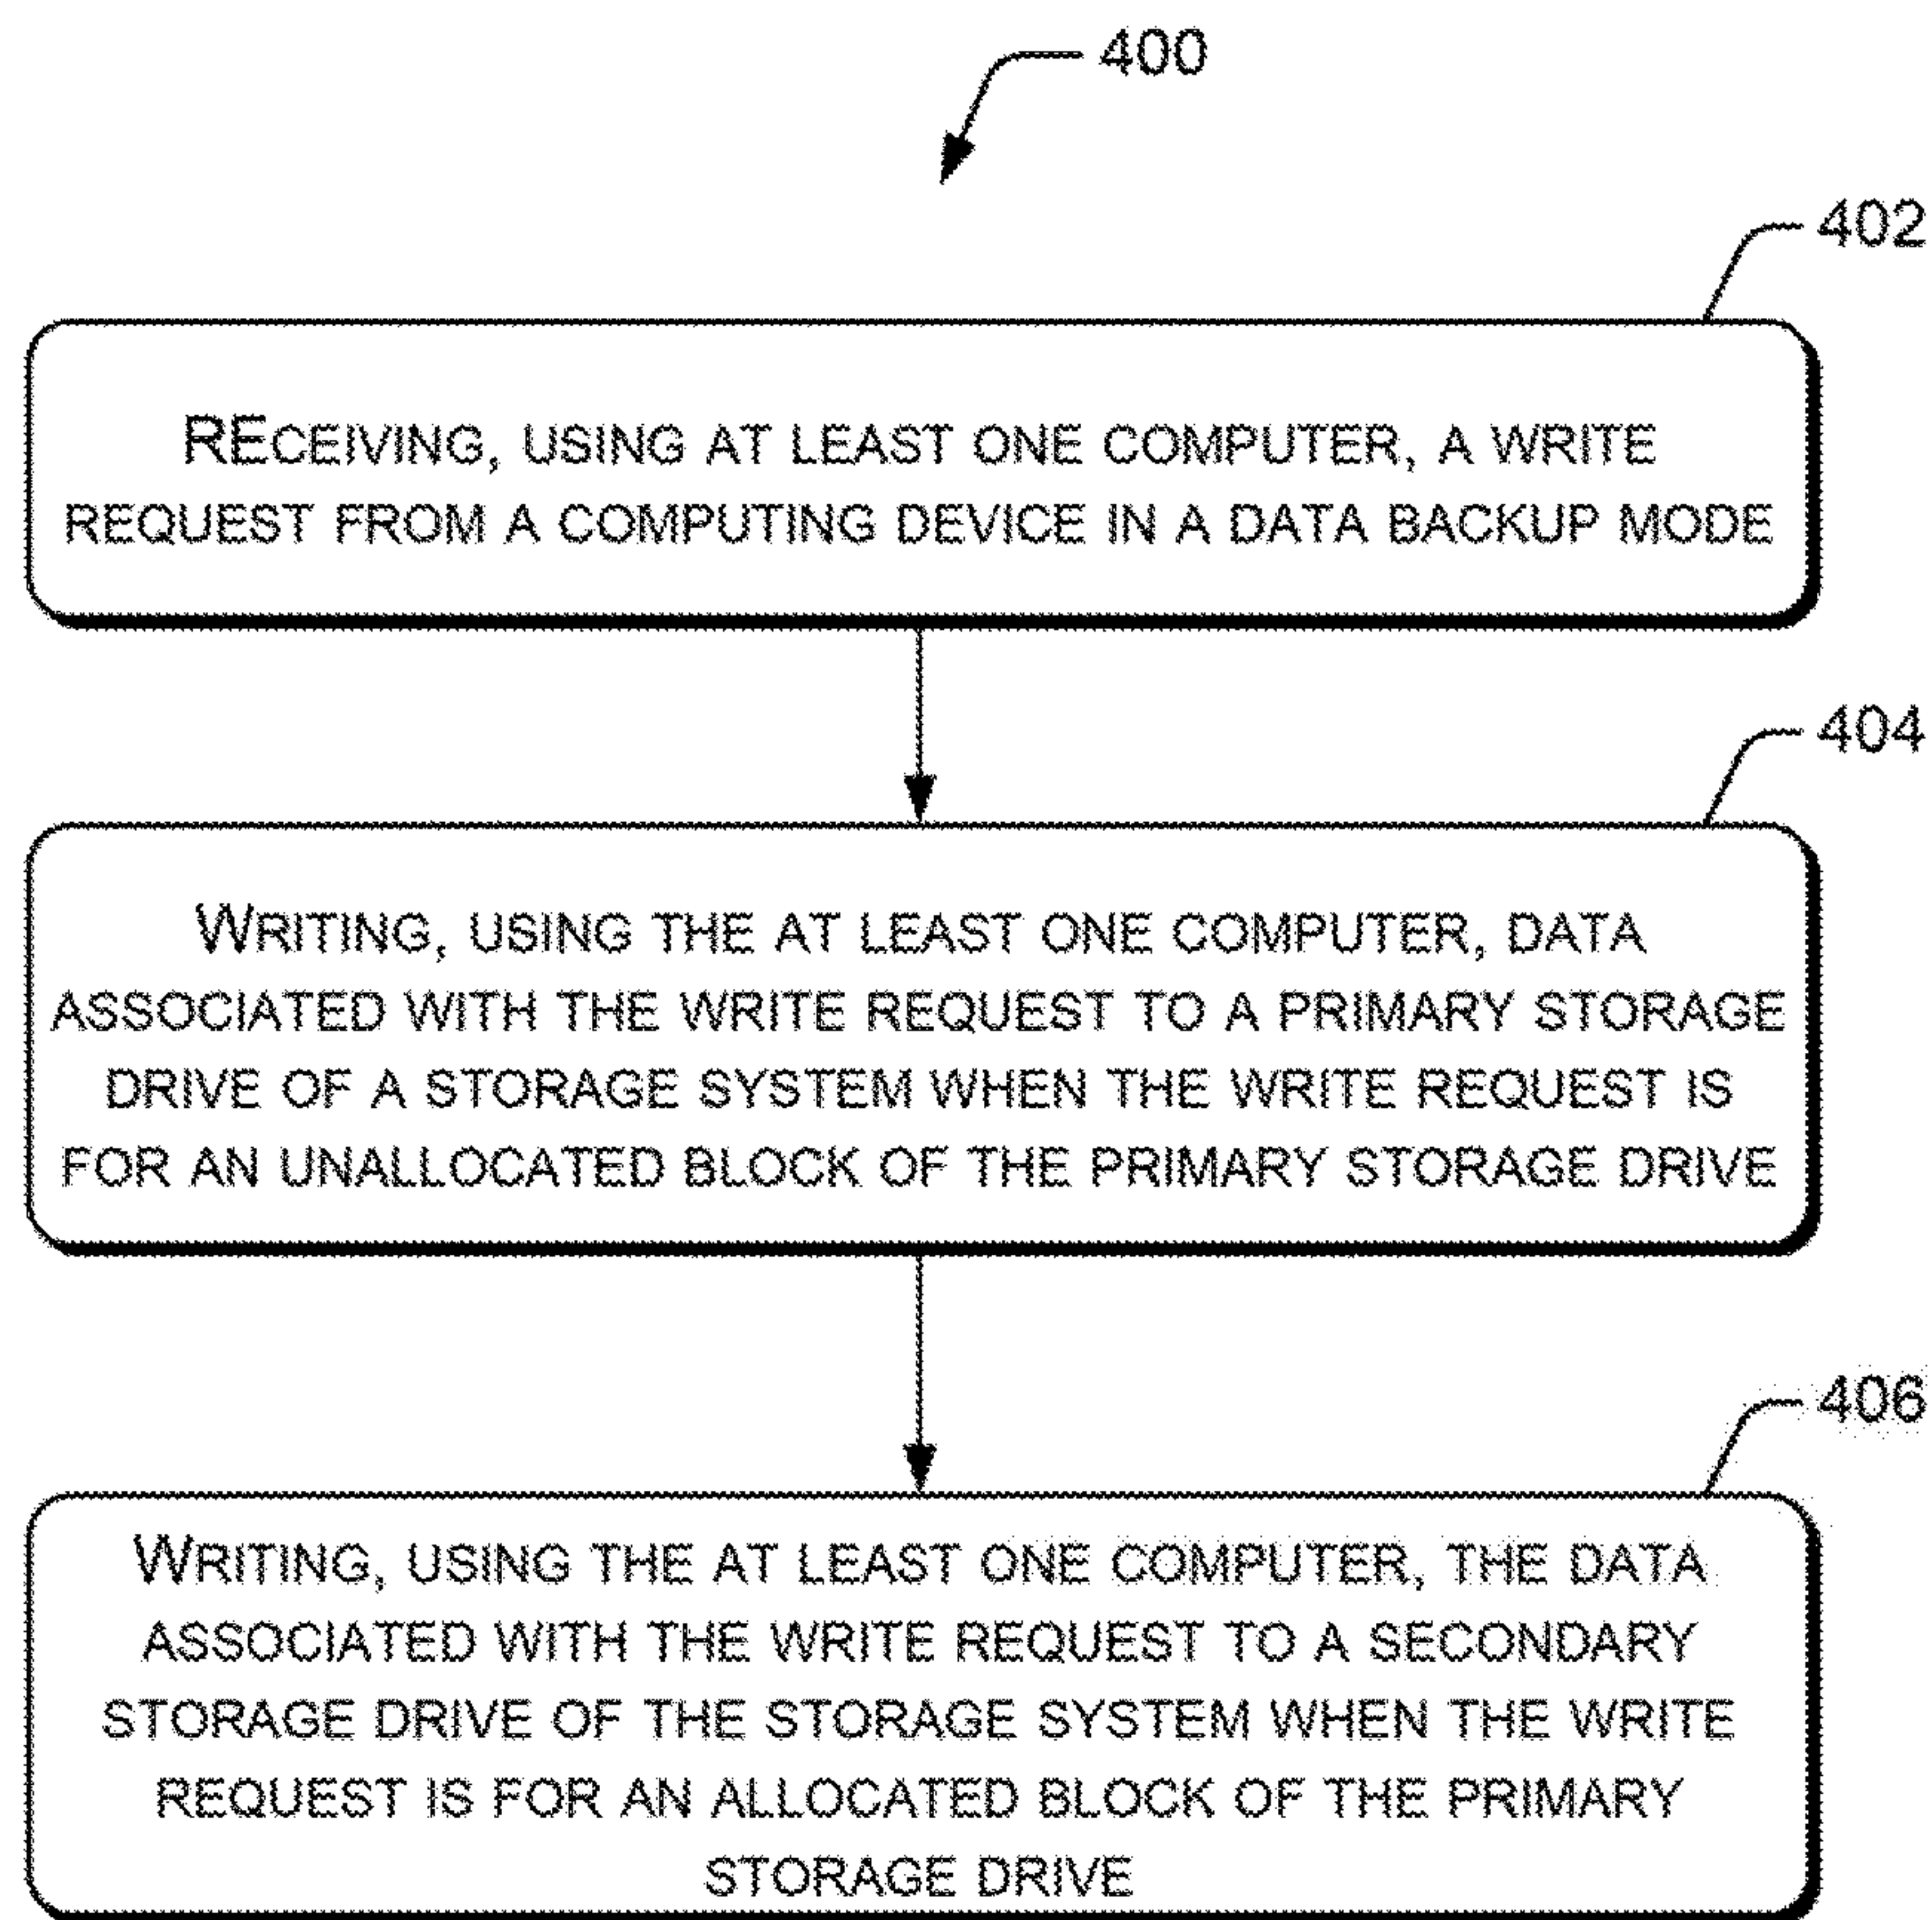 400
402
RECEIVING, USING AT LEAST ONE COMPUTER, A WRITE
REQUEST FROM A COMPUTING DEVICE IN A DATA BACKUP MODE
404
WRITING, USING THE AT LEAST ONE COMPUTER, DATA
ASSOCIATED WITH THE WRITE REQUEST TO A PRIMARY STORAGE
DRIVE OF A STORAGE SYSTEM WHEN THE WRITE REQUEST IS
FOR AN UNALLOCATED BLOCK OF THE PRIMARY STORAGE DRIVE
406
WRITING, USING THE AT LEAST ONE COMPUTER, THE DATA
ASSOCIATED WITH THE WRITE REQUEST TO A SECONDARY
STORAGE DRIVE OF THE STORAGE SYSTEM WHEN THE WRITE
REQUEST IS FOR AN ALLOCATED BLOCK OF THE PRIMARY
STORAGE DRIVE